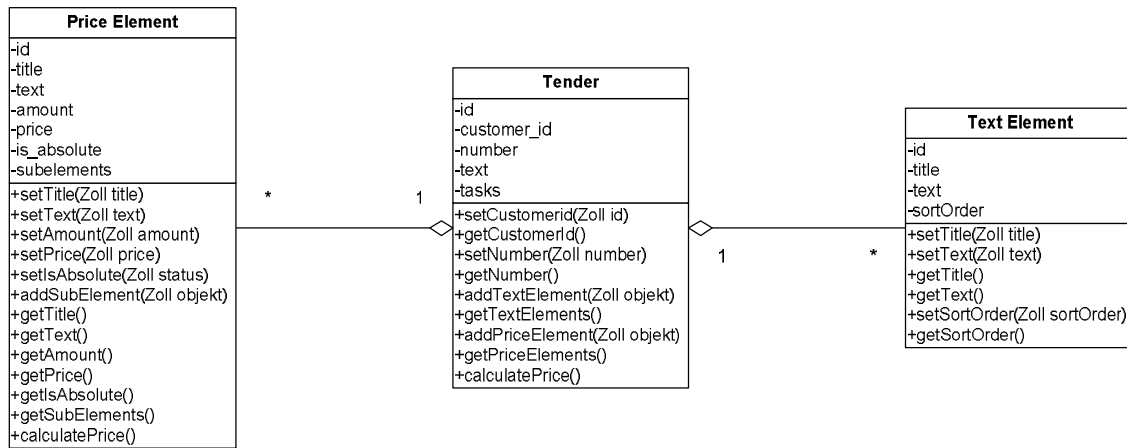 Price Element
-id
-title
-text
-amount
-price
-is_absolute
-subelements
+setTitle(Zoll title)
+setText(Zoll text)
+setAmount(Zoll amount)
+setPrice(Zoll price)
+setIsAbsolute(Zoll status)
+addSubElement(Zoll objekt)
+getTitle()
+getText()
+getAmount()
+getPrice()
+getIsAbsolute()
+getSubElements()
+calculatePrice()
*
1
Tender
-id
-customer_id
-number
-text
-tasks
+setCustomerid(Zoll id)
+getCustomerId()
+setNumber(Zoll number)
+getNumber()
+addTextElement(Zoll objekt)
+getTextElements()
+addPriceElement(Zoll objekt)
+getPriceElements()
+calculatePrice()
1
*
Text Element
-id
-title
-text
-sortOrder
+setTitle(Zoll title)
+setText(Zoll text)
+getTitle()
+getText()
+setSortOrder(Zoll sortOrder)
+getSortOrder()